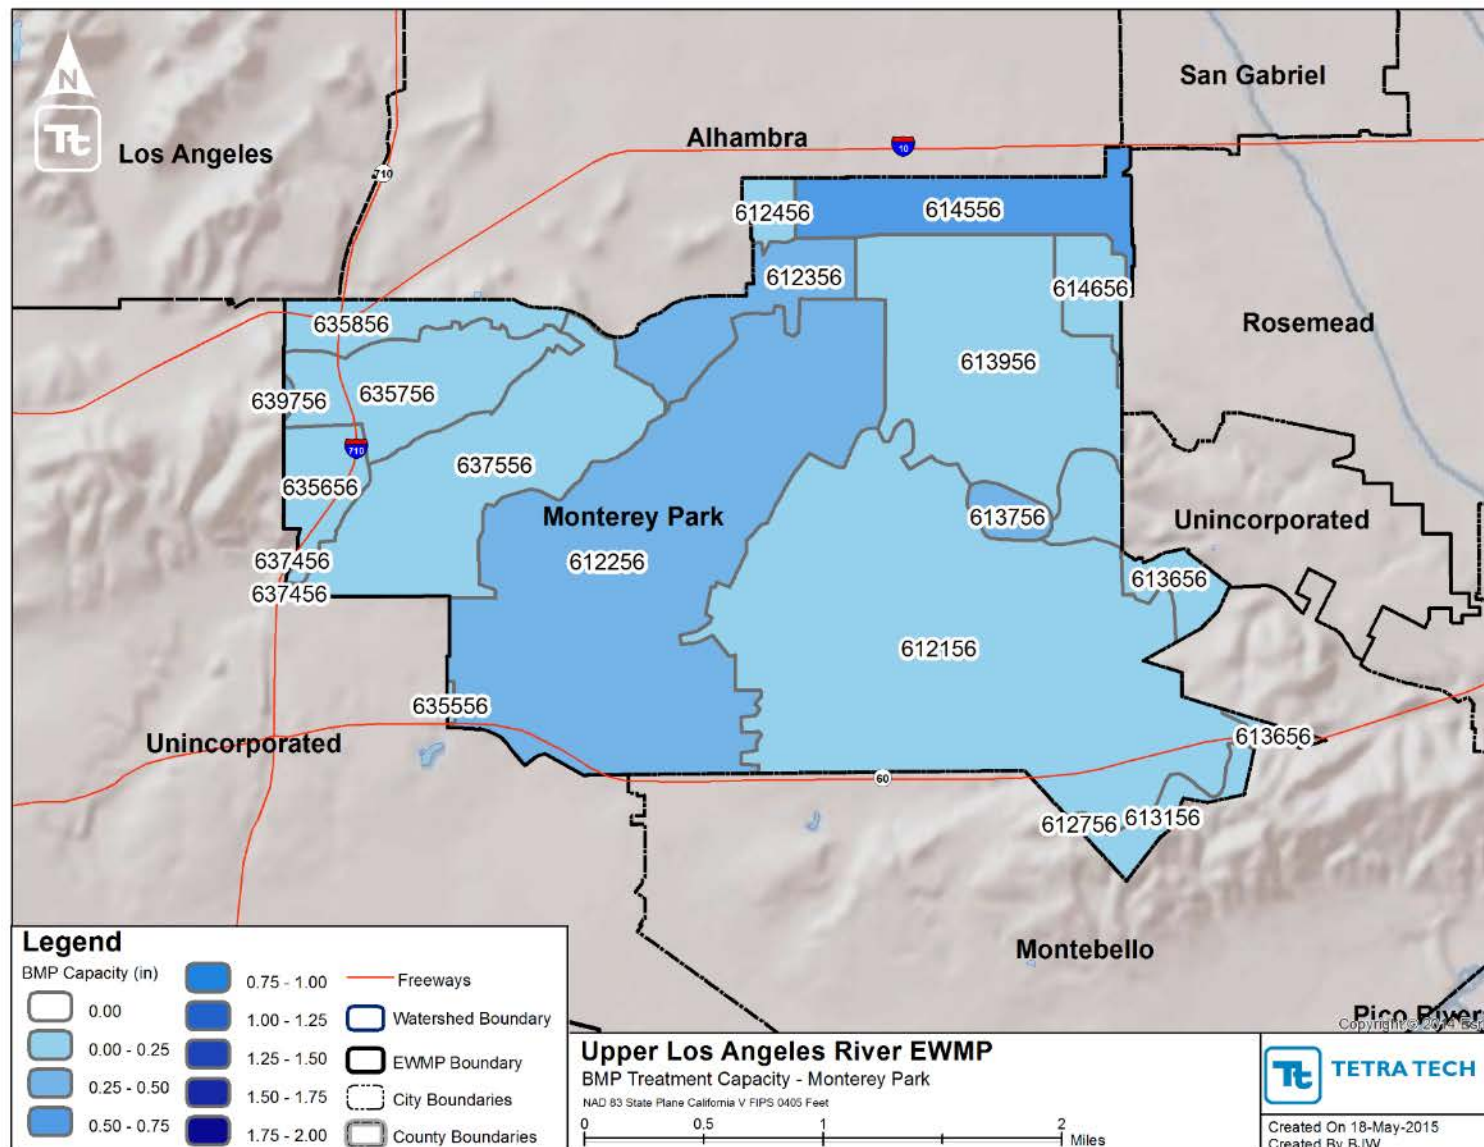 San Gabriel
N
Tt
Los Angeles
Alhambra
10
710
612456
614556
612356
614656
635856
Rosemead
613956
639756
635756
710
637556
635656
613756
Monterey Park
Unincorporated
637456
612256
613656
637456
612156
635556
Unincorporated
613656
60
612756
613156
Montebello
Pico River
Legend
BMP Capacity (in)
0.00
0.00 - 0.25
0.25 - 0.50
0.50 - 0.75
0.75 - 1.00
1.00 - 1.25
1.25 - 1.50
1.50 - 1.75
1.75 - 2.00
Freeways
Watershed Boundary
EWMP Boundary
City Boundaries
County Boundaries
Upper Los Angeles River EWMP
BMP Treatment Capacity - Monterey Park
NAD 83 State Plane California V FIPS 0405 Feet
0 0.5 1 2
Miles
Tt TETRA TECH
Created On 18-May-2015
Created By BJW